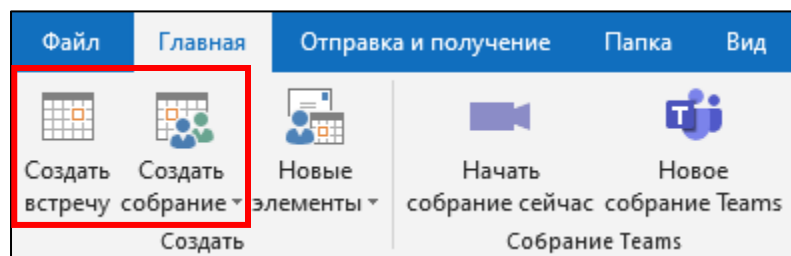 Файл Главная Отправка и получение Папка Вид
Создать встречу
Создать собрание
Новые элементы
Начать собрание сейчас
Новое собрание Teams
Создать Собрание Teams